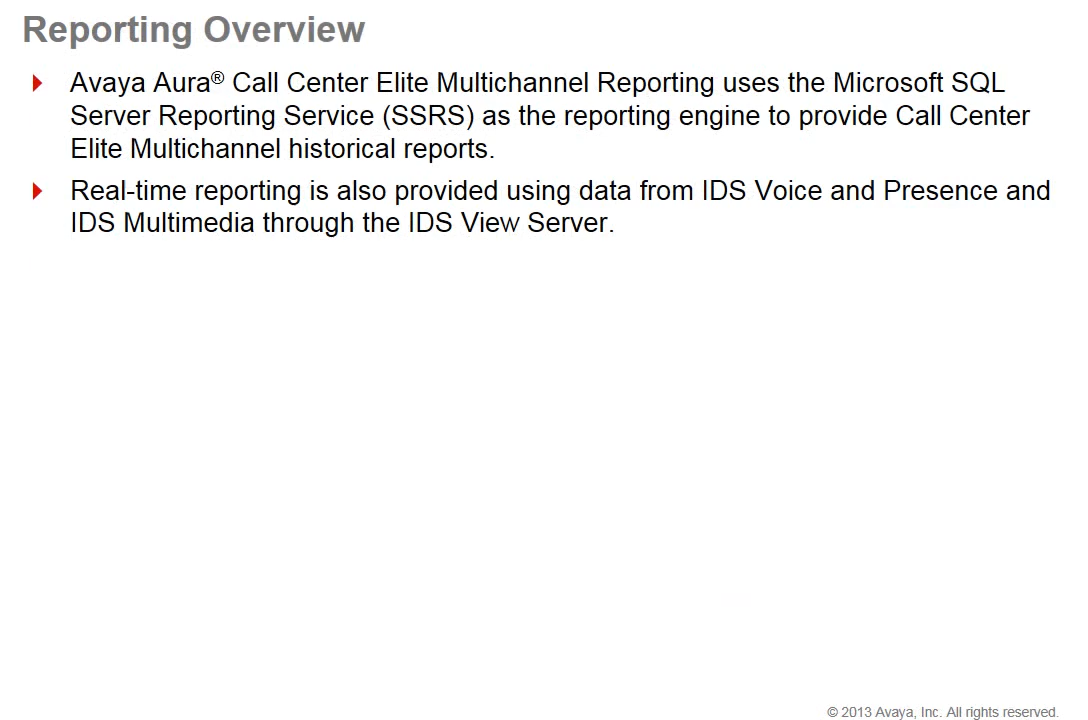 Reporting Overview
Avaya Aura® Call Center Elite Multichannel Reporting uses the Microsoft SQL
Server Reporting Service (SSRS) as the reporting engine to provide Call Center
Elite Multichannel historical reports.
Real-time reporting is also provided using data from IDS Voice and Presence and
IDS Multimedia through the IDS View Server.
© 2013 Avaya, Inc. All rights reserved.